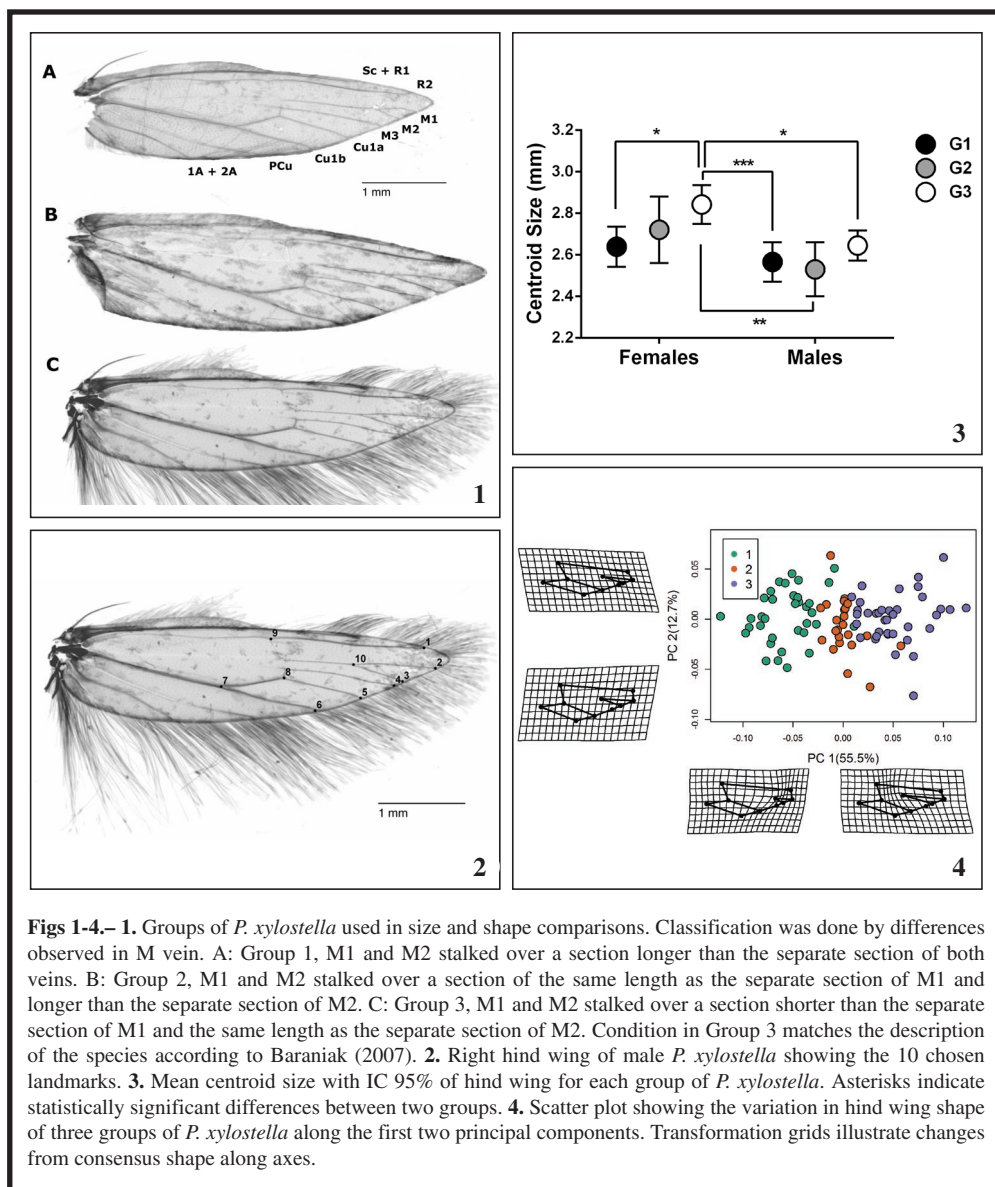 A
Sc + R1
R2
M1
M2
M3
Cu1a
Cu1b
PCu
1A + 2A
1 mm
B
C
1
1
2
3
4
5
6
7
8
9
10
1 mm
2
Centroid Size (mm)
3.2
3.0
2.8
2.6
2.4
2.2
*
***
*
**
Females
Males
G1
G2
G3
3
1
2
3
PC 2(12.7%)
0.05
0.00
-0.05
-0.10
-0.10
-0.05
0.00
0.05
0.10
PC 1(55.5%)
4
Figs 1-4.– 1. Groups of P. xylostella used in size and shape comparisons. Classification was done by differences
observed in M vein. A: Group 1, M1 and M2 stalked over a section longer than the separate section of both
veins. B: Group 2, M1 and M2 stalked over a section of the same length as the separate section of M1 and
longer than the separate section of M2. C: Group 3, M1 and M2 stalked over a section shorter than the separate
section of M1 and the same length as the separate section of M2. Condition in Group 3 matches the description
of the species according to Baraniak (2007). 2. Right hind wing of male P. xylostella showing the 10 chosen
landmarks. 3. Mean centroid size with IC 95% of hind wing for each group of P. xylostella. Asterisks indicate
statistically significant differences between two groups. 4. Scatter plot showing the variation in hind wing shape
of three groups of P. xylostella along the first two principal components. Transformation grids illustrate changes
from consensus shape along axes.